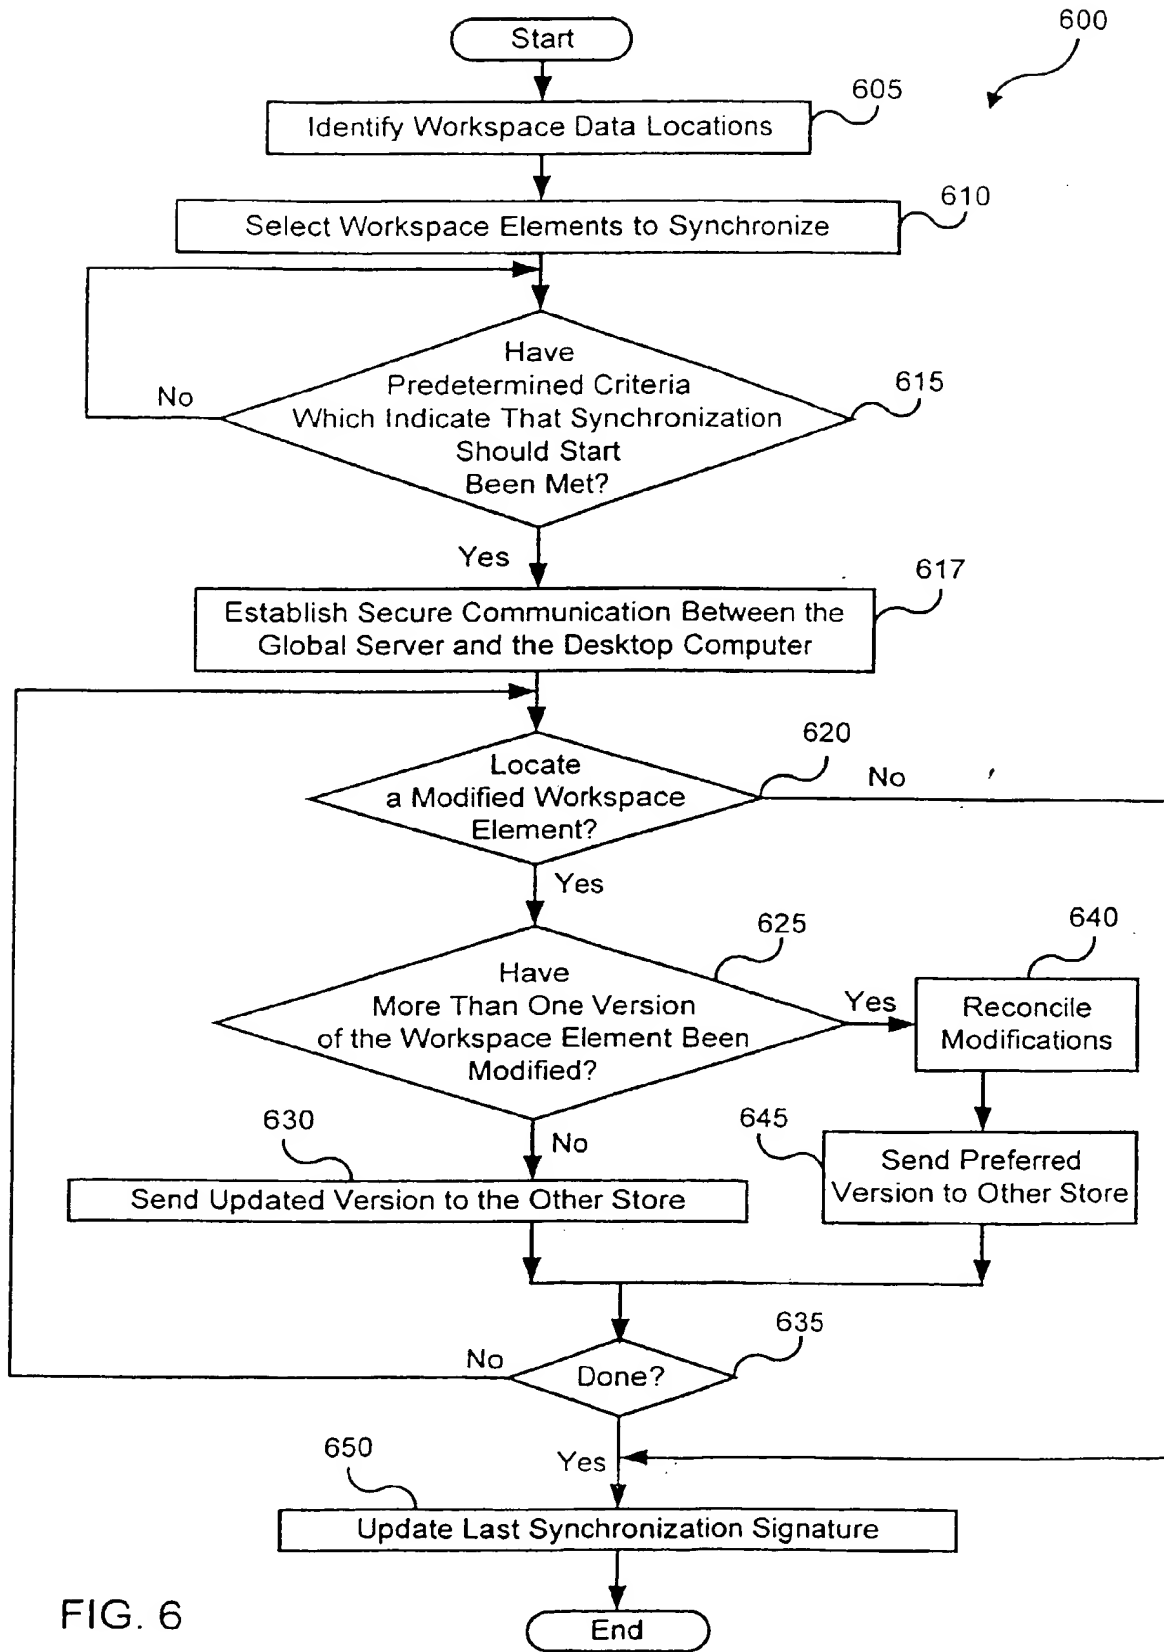 Start
600
605
Identify Workspace Data Locations
610
Select Workspace Elements to Synchronize
Have
Predetermined Criteria
Which Indicate That Synchronization
Should Start
Been Met?
No
615
Yes
617
Establish Secure Communication Between the
Global Server and the Desktop Computer
620
Locate
a Modified Workspace
Element?
No
Yes
625
640
Have
More Than One Version
of the Workspace Element Been
Modified?
Yes
Reconcile
Modifications
630
No
645
Send Updated Version to the Other Store
Send Preferred
Version to Other Store
635
No
Done?
650
Yes
Update Last Synchronization Signature
FIG. 6
End